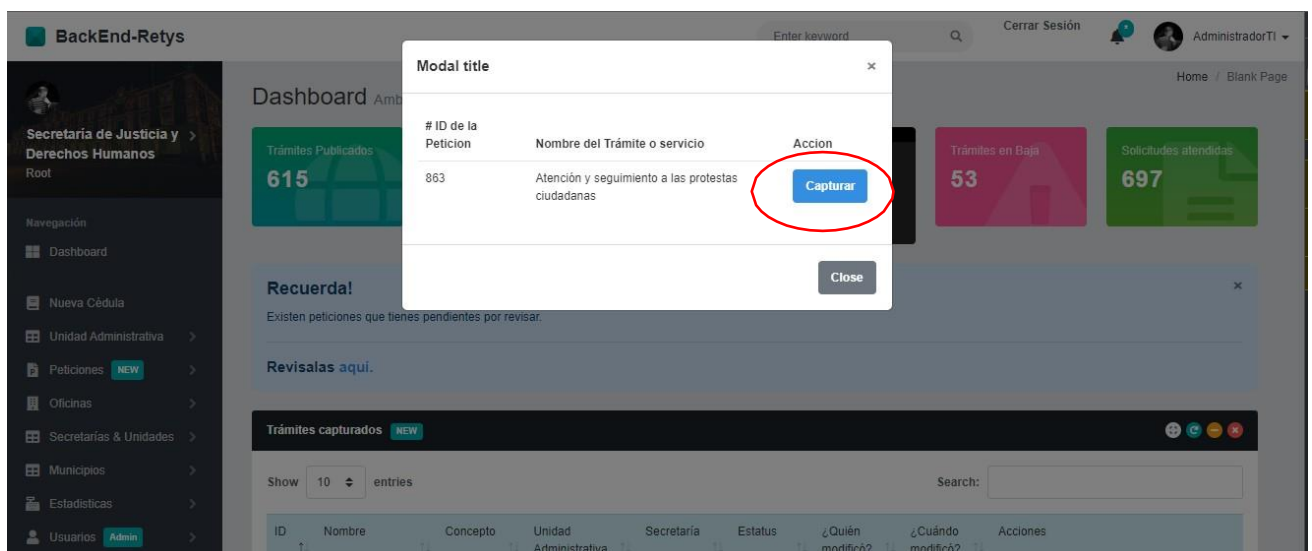 BackEnd-Retys
Enter keyword
Cerrar Sesión
AdministradorTI
Secretaría de Justicia y
Derechos Humanos
Root
Navegación
Dashboard
Nueva Cédula
Unidad Administrativa
Peticiones NEW
Oficinas
Secretarías & Unidades
Municipios
Estadisticas
Usuarios Admin
Home / Blank Page
Dashboard Amb
Trámites Publicados
615
Trámites en Baja
53
Solicitudes atendidas
697
Modal title
×
# ID de la
Peticion
Nombre del Trámite o servicio
Accion
863
Atención y seguimiento a las protestas
ciudadanas
Capturar
Close
Recuerda!
×
Existen peticiones que tienes pendientes por revisar.
Revisalas aqui.
Trámites capturados NEW
Show 10 entries
Search:
ID
Nombre
Concepto
Unidad
Administrativa
Secretaría
Estatus
¿Quién
modificó?
¿Cuándo
modificó?
Acciones